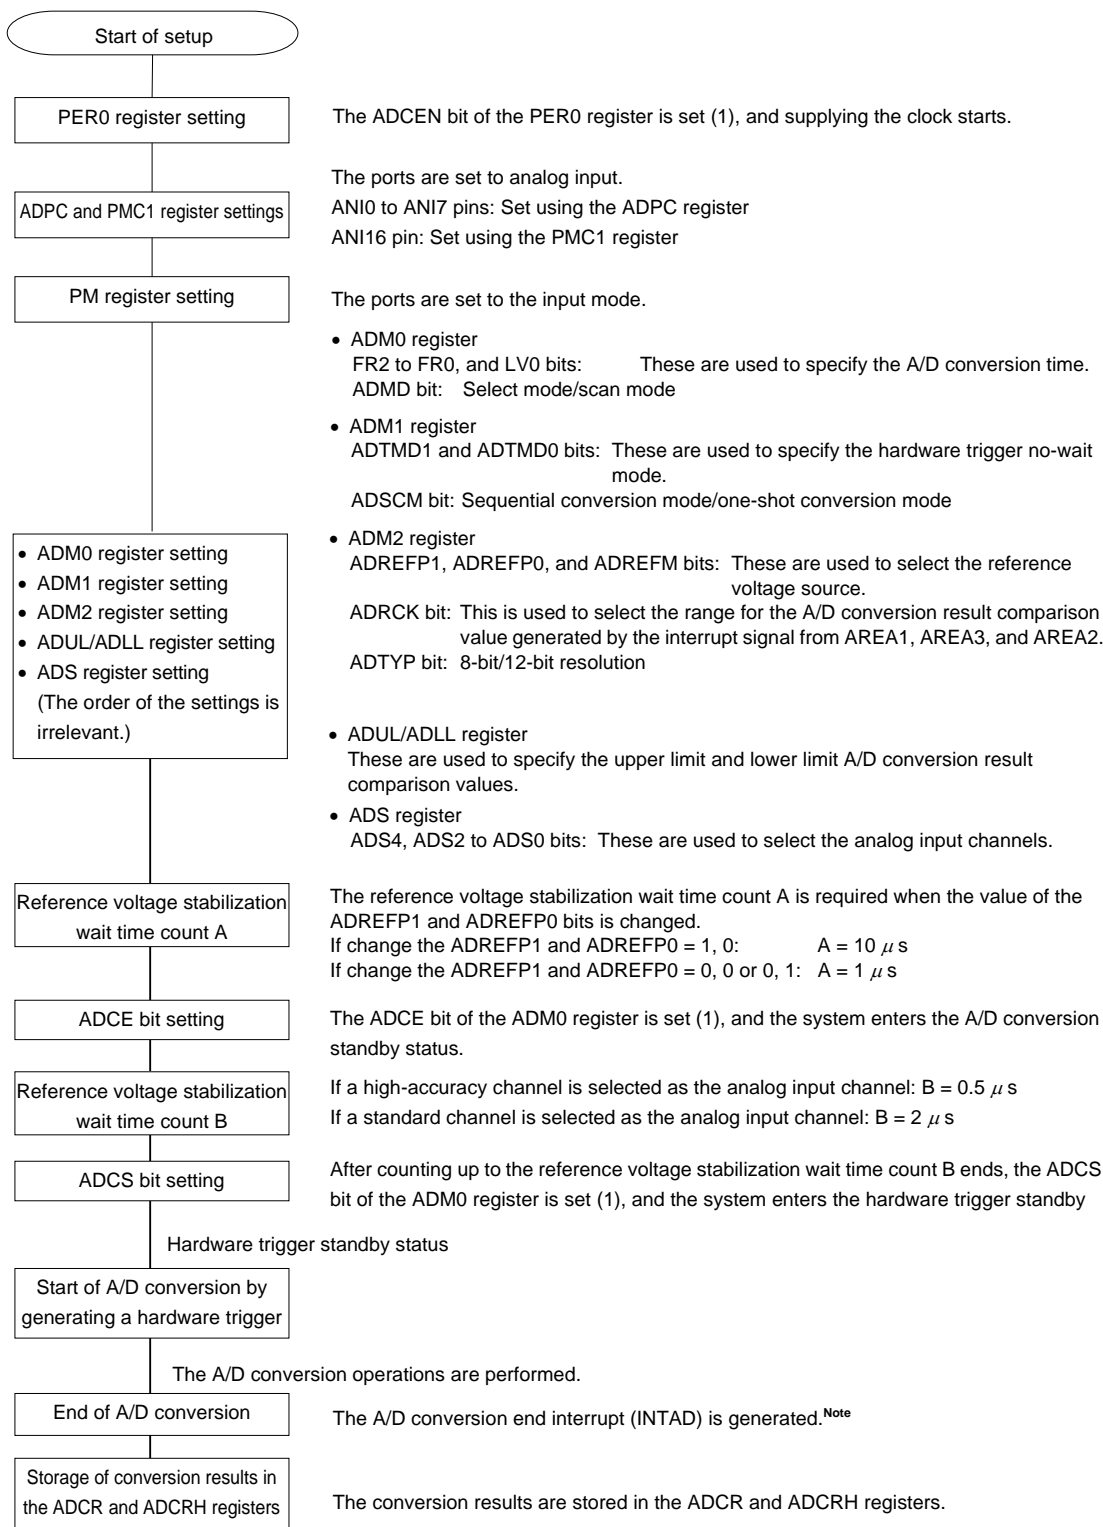 Start of setup
PER0 register setting
The ADCEN bit of the PER0 register is set (1), and supplying the clock starts.
ADPC and PMC1 register settings
The ports are set to analog input.
ANI0 to ANI7 pins: Set using the ADPC register
ANI16 pin: Set using the PMC1 register
PM register setting
The ports are set to the input mode.
• ADM0 register
FR2 to FR0, and LV0 bits: These are used to specify the A/D conversion time.
ADMD bit: Select mode/scan mode
• ADM1 register
ADTMD1 and ADTMD0 bits: These are used to specify the hardware trigger no-wait
mode.
ADSCM bit: Sequential conversion mode/one-shot conversion mode
• ADM0 register setting
• ADM1 register setting
• ADM2 register setting
• ADUL/ADLL register setting
• ADS register setting
(The order of the settings is
irrelevant.)
• ADM2 register
ADREFP1, ADREFP0, and ADREFM bits: These are used to select the reference
voltage source.
ADRCK bit: This is used to select the range for the A/D conversion result comparison
value generated by the interrupt signal from AREA1, AREA3, and AREA2.
ADTYP bit: 8-bit/12-bit resolution
• ADUL/ADLL register
These are used to specify the upper limit and lower limit A/D conversion result
comparison values.
• ADS register
ADS4, ADS2 to ADS0 bits: These are used to select the analog input channels.
Reference voltage stabilization
wait time count A
The reference voltage stabilization wait time count A is required when the value of the
ADREFP1 and ADREFP0 bits is changed.
If change the ADREFP1 and ADREFP0 = 1, 0: A = 10 μ s
If change the ADREFP1 and ADREFP0 = 0, 0 or 0, 1: A = 1 μ s
ADCE bit setting
The ADCE bit of the ADM0 register is set (1), and the system enters the A/D conversion
standby status.
Reference voltage stabilization
wait time count B
If a high-accuracy channel is selected as the analog input channel: B = 0.5 μ s
If a standard channel is selected as the analog input channel: B = 2 μ s
ADCS bit setting
After counting up to the reference voltage stabilization wait time count B ends, the ADCS
bit of the ADM0 register is set (1), and the system enters the hardware trigger standby
Hardware trigger standby status
Start of A/D conversion by
generating a hardware trigger
The A/D conversion operations are performed.
End of A/D conversion
The A/D conversion end interrupt (INTAD) is generated.Note
Storage of conversion results in
the ADCR and ADCRH registers
The conversion results are stored in the ADCR and ADCRH registers.